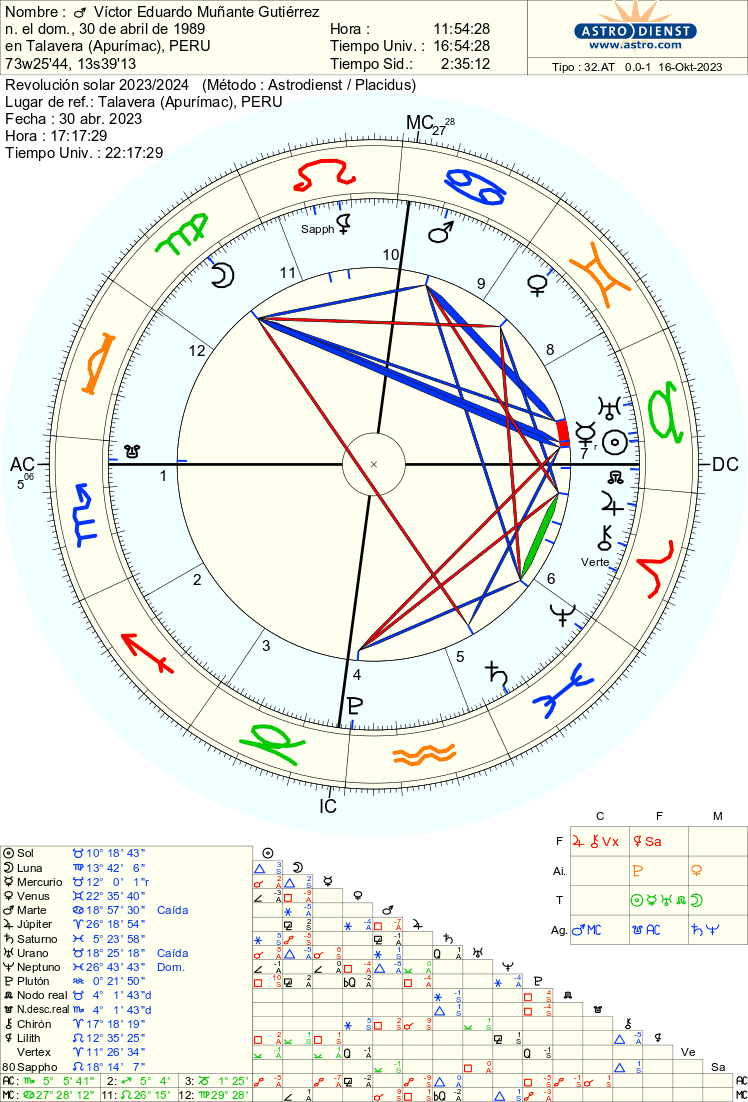 Nombre : ♂ Víctor Eduardo Muñante Gutiérrez
n. el dom., 30 de abril de 1989 Hora : 11:54:28
en Talavera (Apurímac), PERU Tiempo Univ. : 16:54:28
73w25'44, 13s39'13 Tiempo Sid.: 2:35:12
ASTRO DIENST
www.astro.com
Tipo : 32.AT 0.0-1 16-Okt-2023
Revolución solar 2023/2024 (Método : Astrodienst / Placidus)
Lugar de ref.: Talavera (Apurímac), PERU
Fecha : 30 abr. 2023
Hora : 17:17:29
Tiempo Univ. : 22:17:29
MC 27 28
Sapph
10
11
9
12
8
7 r
AC 5 06
DC
1
Verte
2
6
3
5
4
IC
C F M
F Vx Sa
Ai.
T
Ag. MC AC
Sol 10° 18' 43"
Luna 13° 42' 6"
Mercurio 12° 0' 1"r
Venus 22° 35' 40"
Marte 18° 57' 30" Caída
Júpiter 26° 18' 54"
Saturno 5° 23' 58"
Urano 18° 25' 18" Caída
Neptuno 26° 43' 43" Dom.
Plutón 0° 21' 50"
Nodo real 4° 1' 43"d
N.desc.real 4° 1' 43"d
Chirón 17° 18' 19"
Lilith 12° 35' 25"
Vertex 11° 26' 34"
80 Sappho 18° 14' 7"
AC: 5° 5' 41" 2: 5° 4' 3: 1° 25'
MC: 27° 28' 12" 11: 26° 15' 12: 29° 28'
Ve
Sa
AC
MC